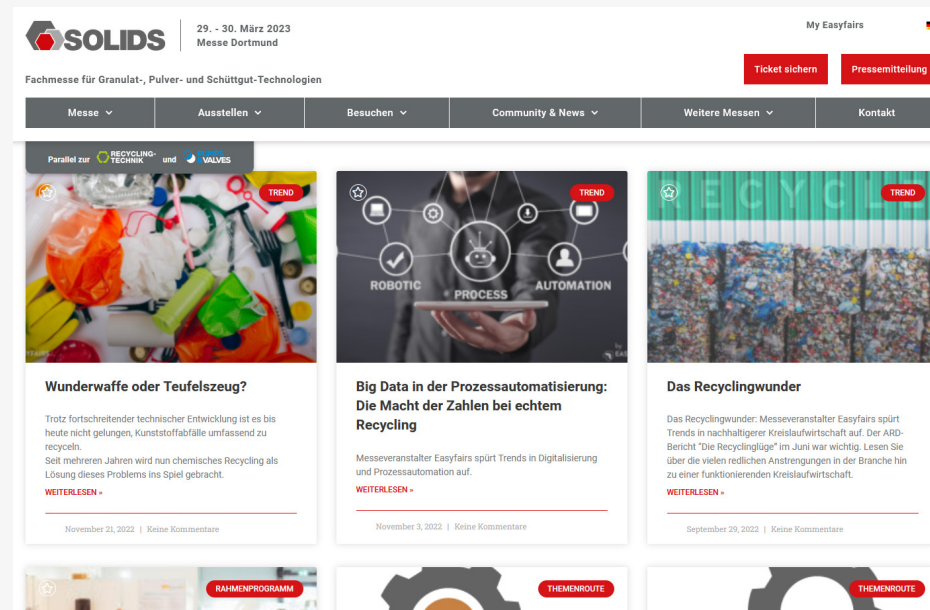 SOLIDS
29. - 30. März 2023
Messe Dortmund
My Easyfairs
Ticket sichern
Pressemitteilung
Fachmesse für Granulat-, Pulver- und Schüttgut-Technologien
Messe
Ausstellen
Besuchen
Community & News
Weitere Messen
Kontakt
Parallel zur RECYCLING-TECHNIK und VALVES
TREND
Wunderwaffe oder Teufelszeug?
Trotz fortschreitender technischer Entwicklung ist es bis
heute nicht gelungen, Kunststoffabfälle umfassend zu
recyceln.
Seit mehreren Jahren wird nun chemisches Recycling als
Lösung dieses Problems ins Spiel gebracht.
WEITERLESEN »
November 21, 2022 | Keine Kommentare
TREND
ROBOTIC
PROCESS
AUTOMATION
by
Big Data in der Prozessautomatisierung:
Die Macht der Zahlen bei echtem
Recycling
Messeveranstalter Easyfairs spürt Trends in Digitalisierung
und Prozessautomation auf.
WEITERLESEN »
November 3, 2022 | Keine Kommentare
TREND
RECYCLE
Das Recyclingwunder
Das Recyclingwunder: Messeveranstalter Easyfairs spürt
Trends in nachhaltigerer Kreislaufwirtschaft auf. Der ARD-
Bericht "Die Recyclinglüge" im Juni war wichtig. Lesen Sie
über die vielen redlichen Anstrengungen in der Branche hin
zu einer funktionierenden Kreislaufwirtschaft.
WEITERLESEN »
September 29, 2022 | Keine Kommentare
RAHMENPROGRAMM
THEMENROUTE
THEMENROUTE